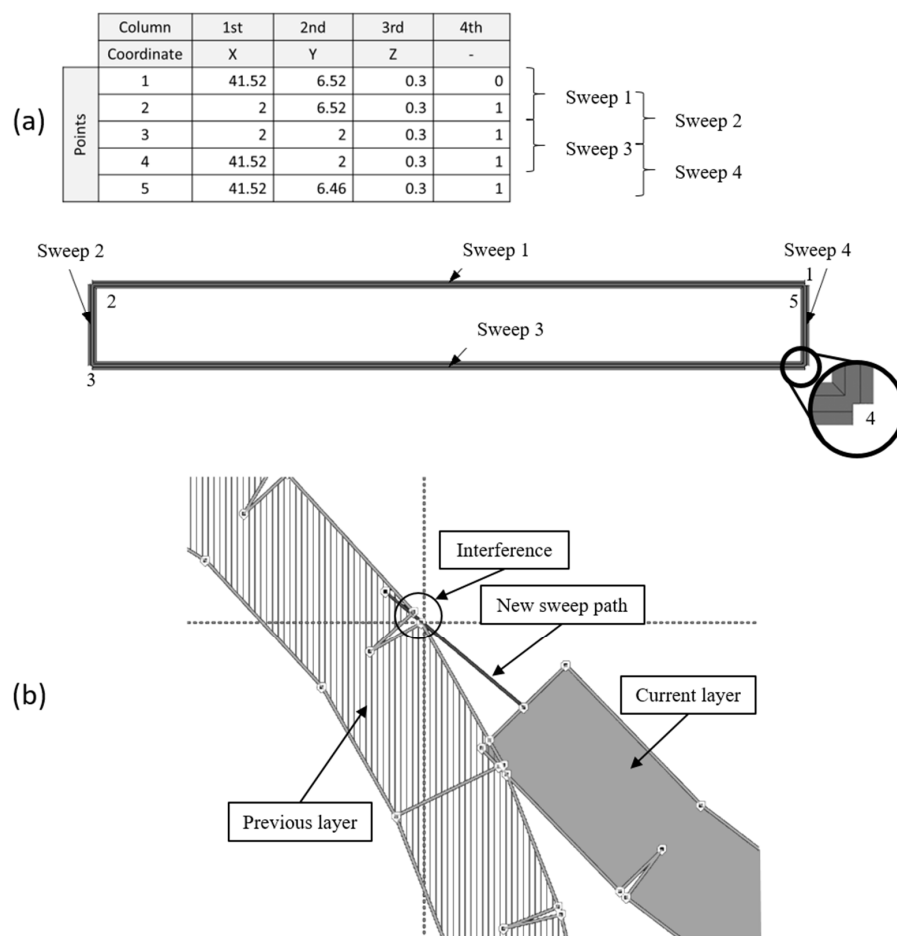 (a)
Column 1st 2nd 3rd 4th
Coordinate X Y Z -
Points
1 41.52 6.52 0.3 0
2 2 6.52 0.3 1
3 2 2 0.3 1
4 41.52 2 0.3 1
5 41.52 6.46 0.3 1
Sweep 1
Sweep 2
Sweep 3
Sweep 4
Sweep 2
Sweep 1
Sweep 4
1
2
5
Sweep 3
3
4
(b)
Interference
New sweep path
Current layer
Previous layer